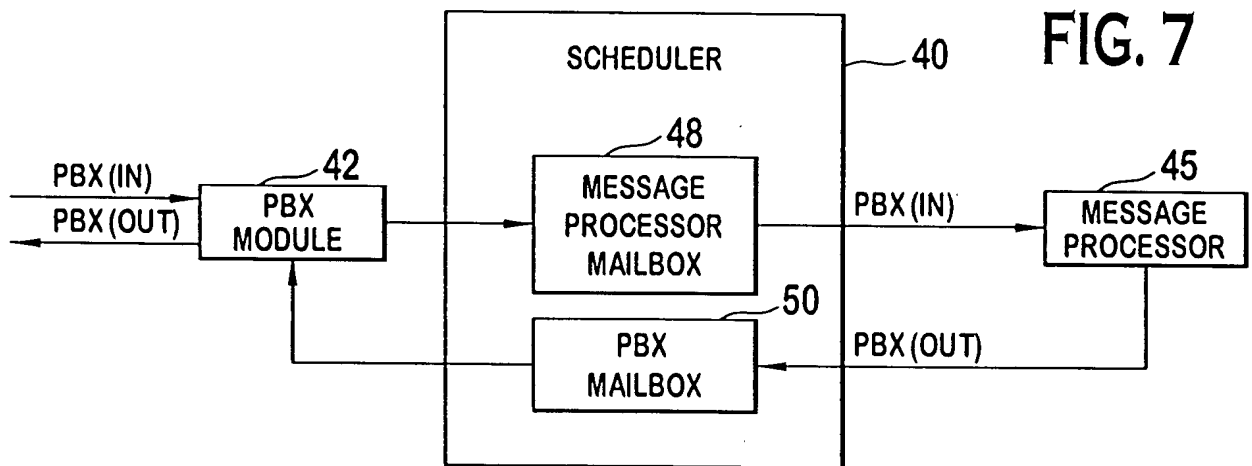 FIG. 7
SCHEDULER
40
48
MESSAGE
PROCESSOR
MAILBOX
PBX (IN)
PBX (OUT)
42
PBX
MODULE
PBX (IN)
45
MESSAGE
PROCESSOR
50
PBX
MAILBOX
PBX (OUT)